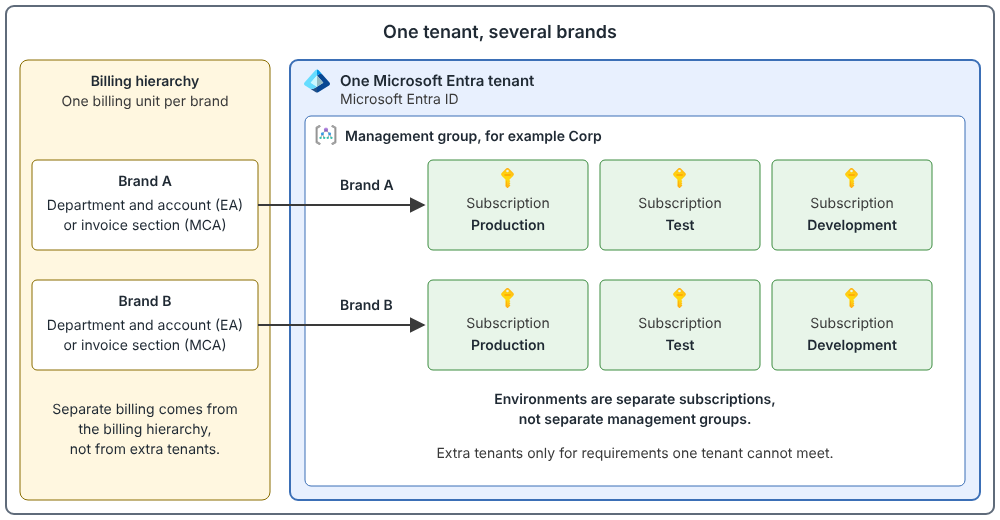 One tenant, several brands
Billing hierarchy
One billing unit per brand
Brand A
Department and account (EA)
or invoice section (MCA)
Brand B
Department and account (EA)
or invoice section (MCA)
Separate billing comes from
the billing hierarchy,
not from extra tenants.
One Microsoft Entra tenant
Microsoft Entra ID
Management group, for example Corp
Brand A
Subscription
Production
Subscription
Test
Subscription
Development
Brand B
Subscription
Production
Subscription
Test
Subscription
Development
Environments are separate subscriptions,
not separate management groups.
Extra tenants only for requirements one tenant cannot meet.